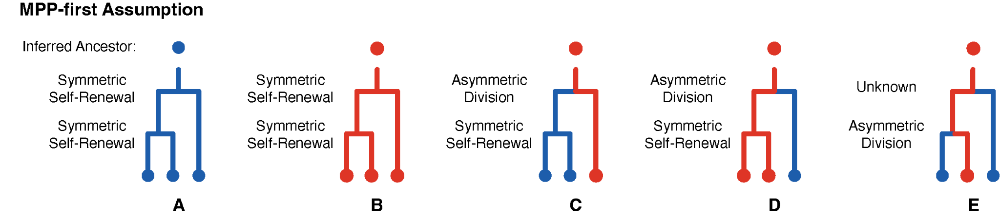 MPP-first Assumption
Inferred Ancestor:
Symmetric
Self-Renewal
Symmetric
Self-Renewal
A
Symmetric
Self-Renewal
Symmetric
Self-Renewal
B
Asymmetric
Division
Symmetric
Self-Renewal
C
Asymmetric
Division
Symmetric
Self-Renewal
D
Unknown
Asymmetric
Division
E